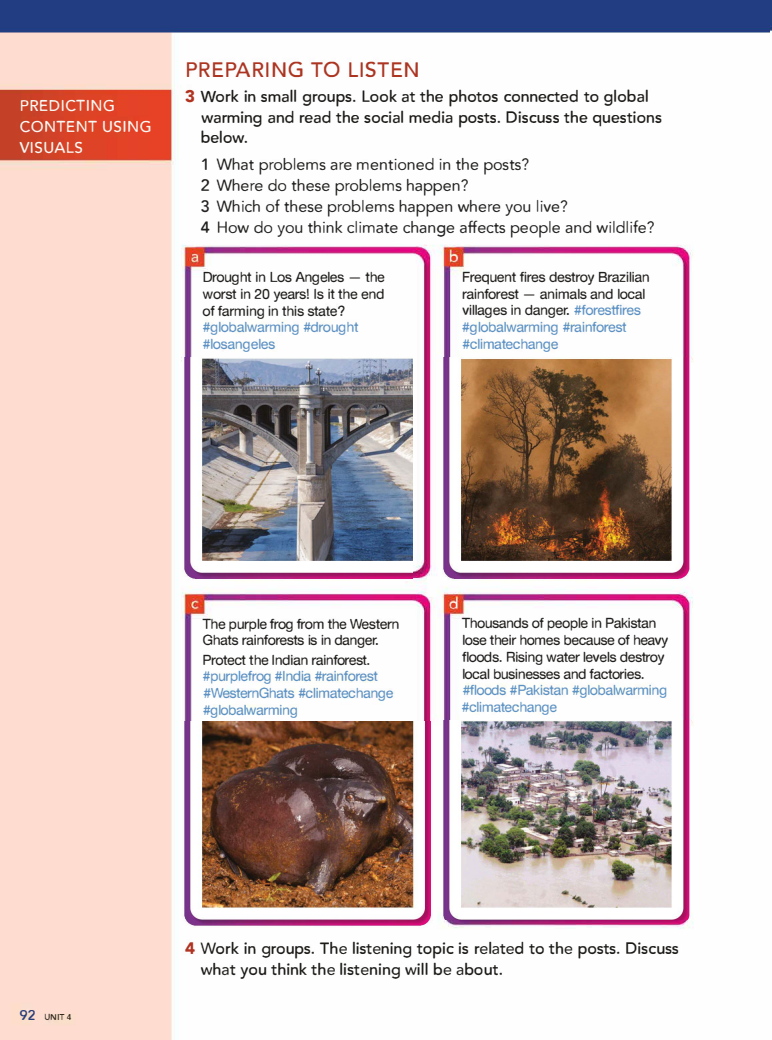 PREPARING TO LISTEN
PREDICTING
CONTENT USING
VISUALS
3 Work in small groups. Look at the photos connected to global
warming and read the social media posts. Discuss the questions
below.
1 What problems are mentioned in the posts?
2 Where do these problems happen?
3 Which of these problems happen where you live?
4 How do you think climate change affects people and wildlife?
a
Drought in Los Angeles — the
worst in 20 years! Is it the end
of farming in this state?
#globalwarming #drought
#losangeles
b
Frequent fires destroy Brazilian
rainforest — animals and local
villages in danger. #forestfires
#globalwarming #rainforest
#climatechange
c
The purple frog from the Western
Ghats rainforests is in danger.
Protect the Indian rainforest.
#purplefrog #India #rainforest
#WesternGhats #climatechange
#globalwarming
d
Thousands of people in Pakistan
lose their homes because of heavy
floods. Rising water levels destroy
local businesses and factories.
#floods #Pakistan #globalwarming
#climatechange
4 Work in groups. The listening topic is related to the posts. Discuss
what you think the listening will be about.
92 UNIT 4